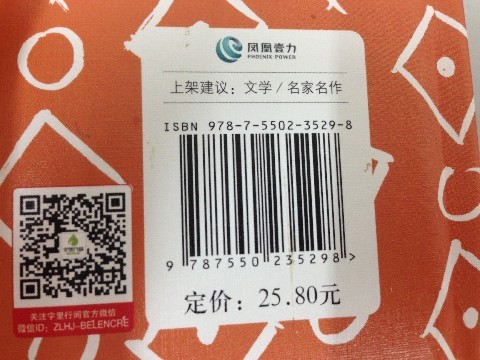 凤凰壹力
PHOENIX POWER
上架建议：文学/名家名作
ISBN 978-7-5502-3529-8
9 787550 235298>
定价：25.80元
关注字里行间官方微信
微信ID：ZLHJ-BELENCRE